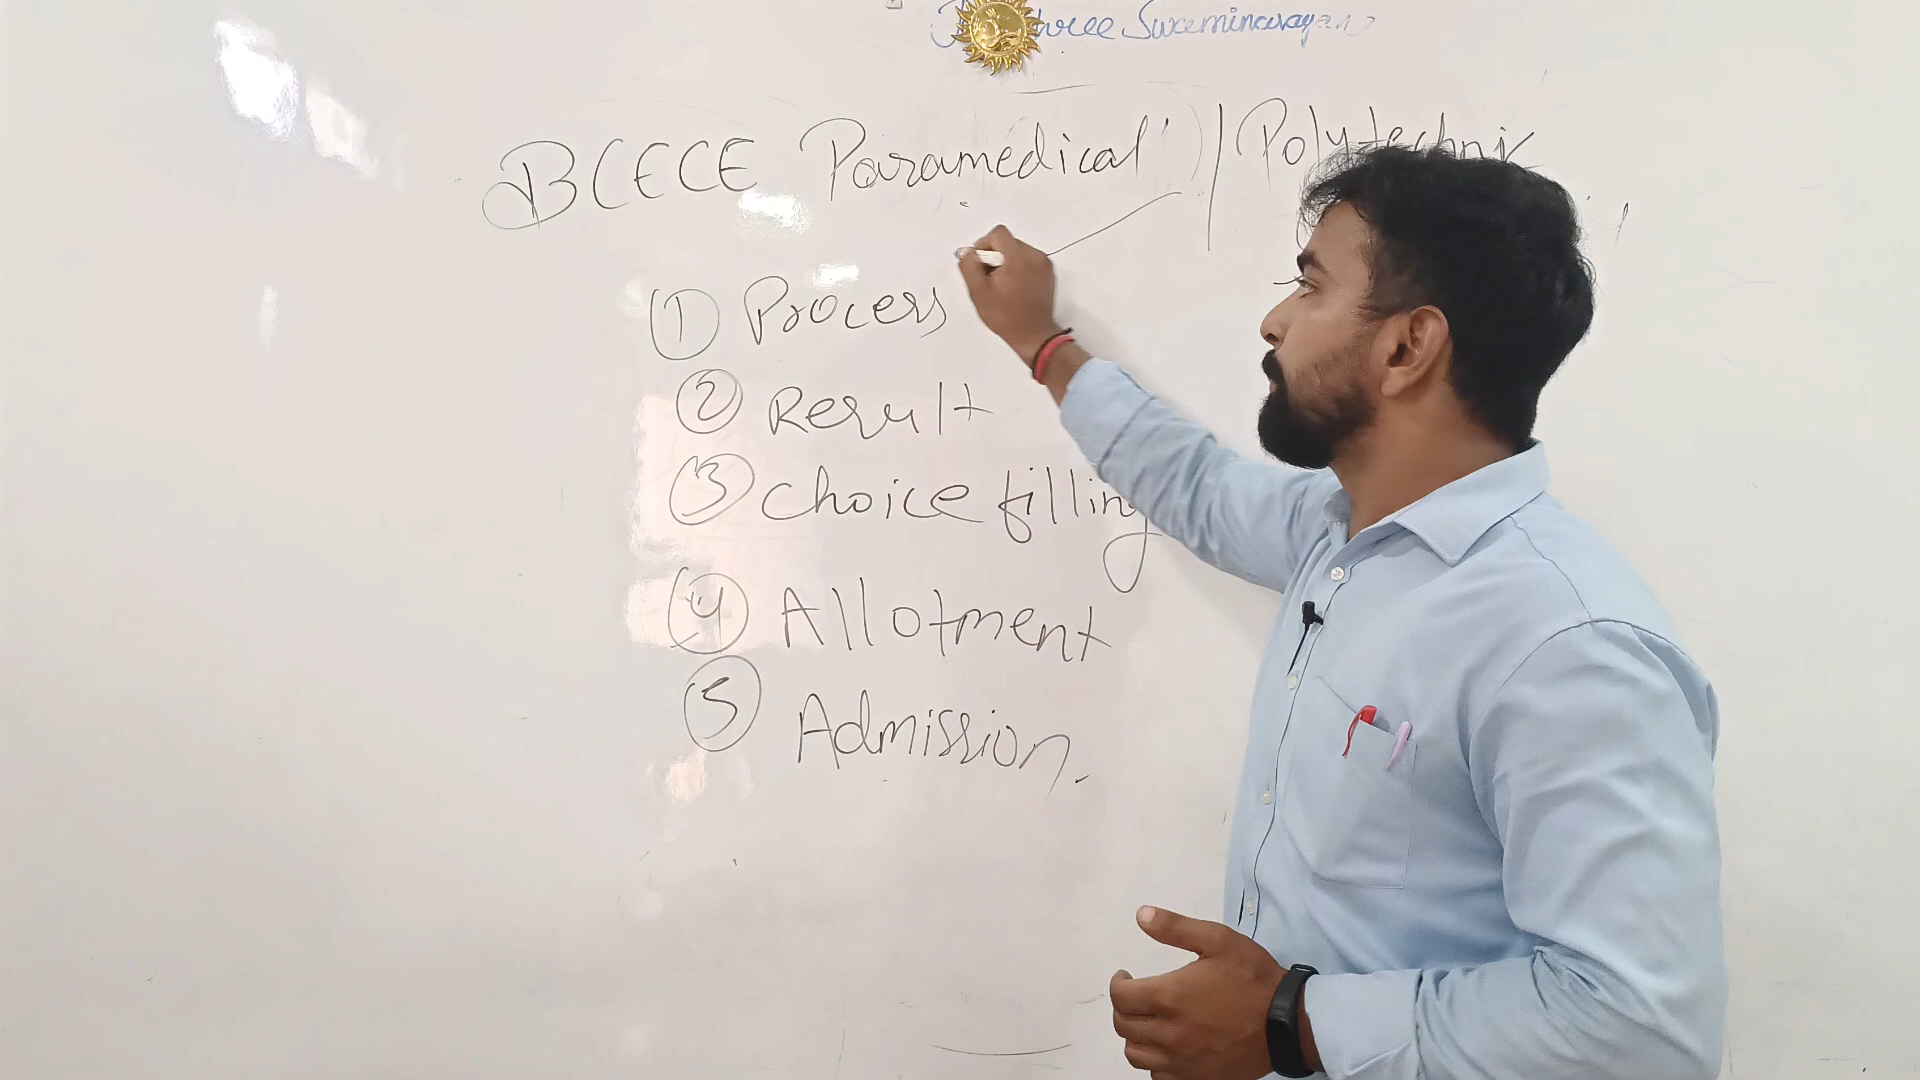 Shree Swaminarayan
BCECE Paramedical / Polytechnic
① Process
② Result
③ Choice filling
④ Allotment
⑤ Admission.